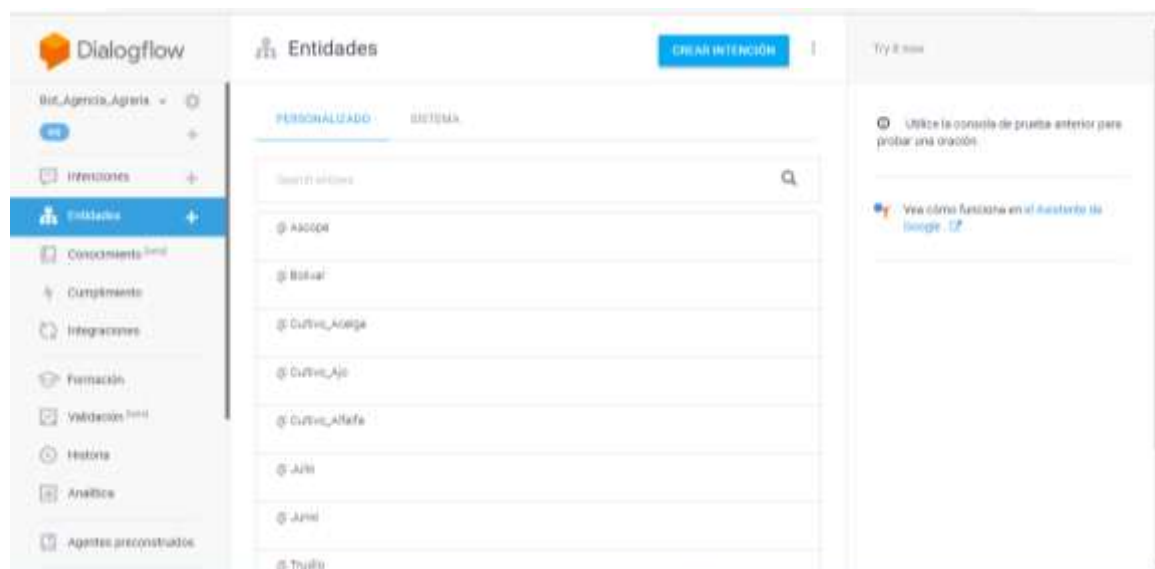 Dialogflow
Bot_Agencia_Agraria
es
Intenciones
Entidades
Conocimiento [beta]
Cumplimiento
Integraciones
Formación
Validación [beta]
Historia
Analítica
Agentes preconstruidos
Entidades
CREAR INTENCIÓN
PERSONALIZADO SISTEMA
Search entities
@ Ascope
@ Bolivar
@ Cultivo_Acelga
@ Cultivo_Ajo
@ Cultivo_Alfalfa
@ Julio
@ Trujillo
Try it now
Utilice la consola de prueba anterior para
probar una oración.
Vea cómo funciona en el Asistente de
Google .